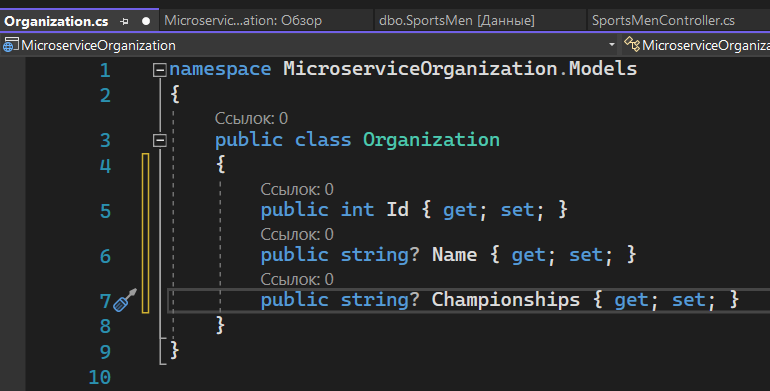 Organization.cs Microservic...ation: Обзор dbo.SportsMen [Данные] SportsMenController.cs
MicroserviceOrganization MicroserviceOrganiza
1 namespace MicroserviceOrganization.Models
2 {
Ссылок: 0
3 public class Organization
4 {
Ссылок: 0
5 public int Id { get; set; }
Ссылок: 0
6 public string? Name { get; set; }
Ссылок: 0
7 public string? Championships { get; set; }
8 }
9 }
10